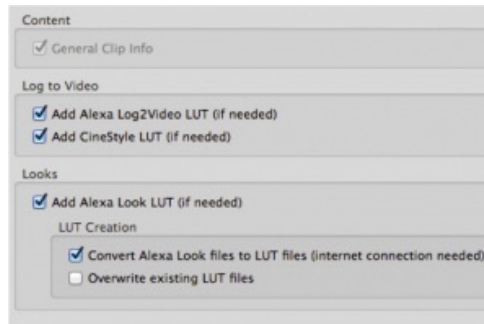 Content
General Clip Info
Log to Video
Add Alexa Log2Video LUT (if needed)
Add CineStyle LUT (if needed)
Looks
Add Alexa Look LUT (if needed)
LUT Creation
Convert Alexa Look files to LUT files (internet connection needed)
Overwrite existing LUT files